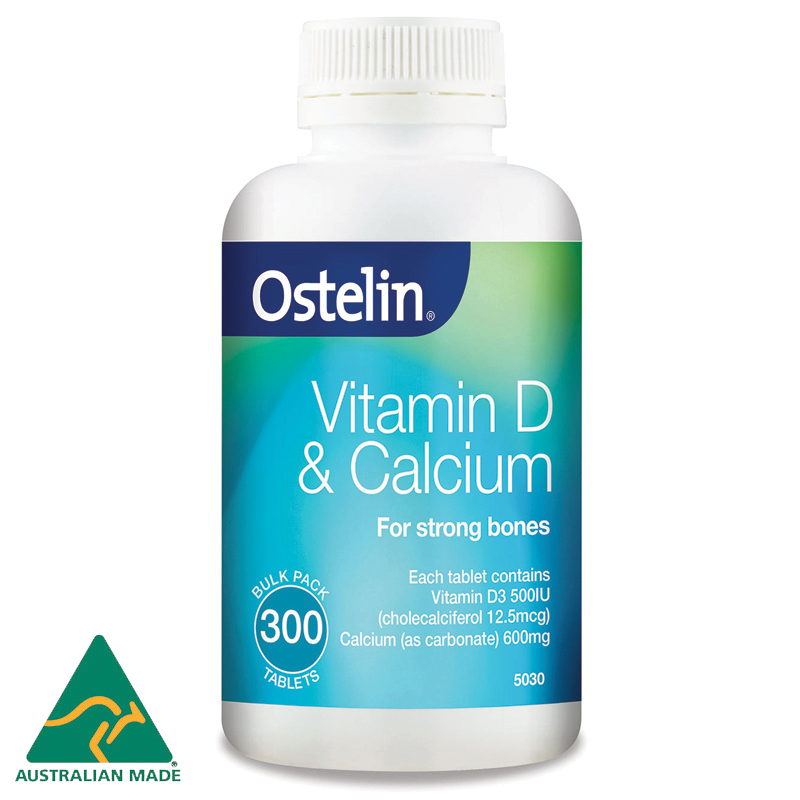 Ostelin®
Vitamin D
& Calcium
For strong bones
Each tablet contains
Vitamin D3 500IU
(cholecalciferol 12.5mcg)
Calcium (as carbonate) 600mg
BULK PACK
300
TABLETS
5030
AUSTRALIAN MADE®